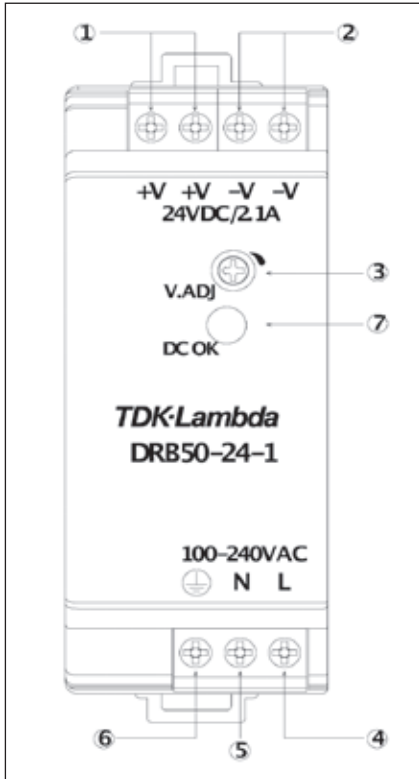 ① ②
+V +V -V -V
24VDC/2.1A
③
V.ADJ
⑦
DC OK
TDK·Lambda
DRB50-24-1
100-240VAC
N L
⑥ ⑤ ④